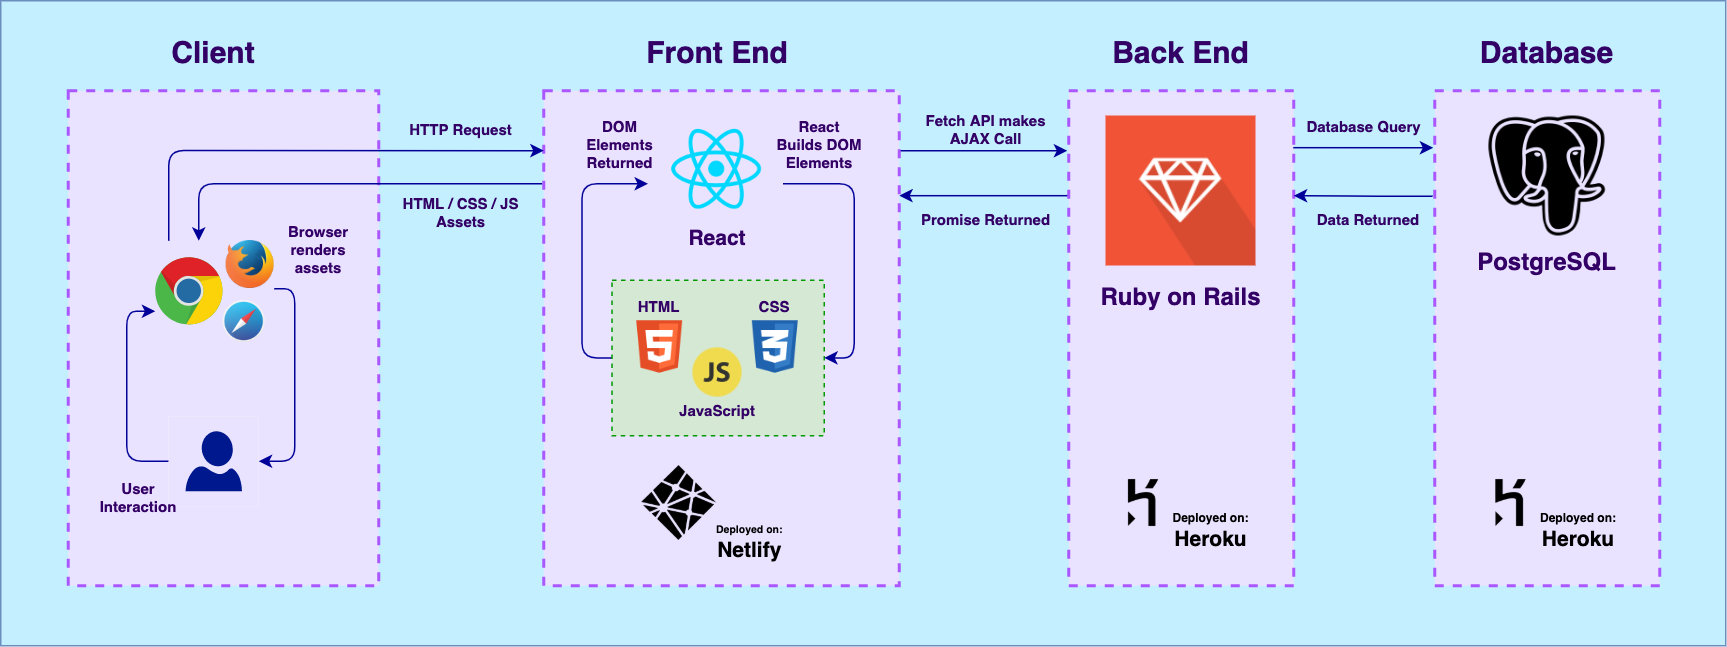 Client
Front End
Back End
Database
HTTP Request
HTML / CSS / JS
Assets
Browser
renders
assets
User
Interaction
DOM
Elements
Returned
React
Builds DOM
Elements
React
HTML
CSS
5
3
JS
JavaScript
Deployed on:
Netlify
Fetch API makes
AJAX Call
Promise Returned
Ruby on Rails
Deployed on:
Heroku
Database Query
Data Returned
PostgreSQL
Deployed on:
Heroku